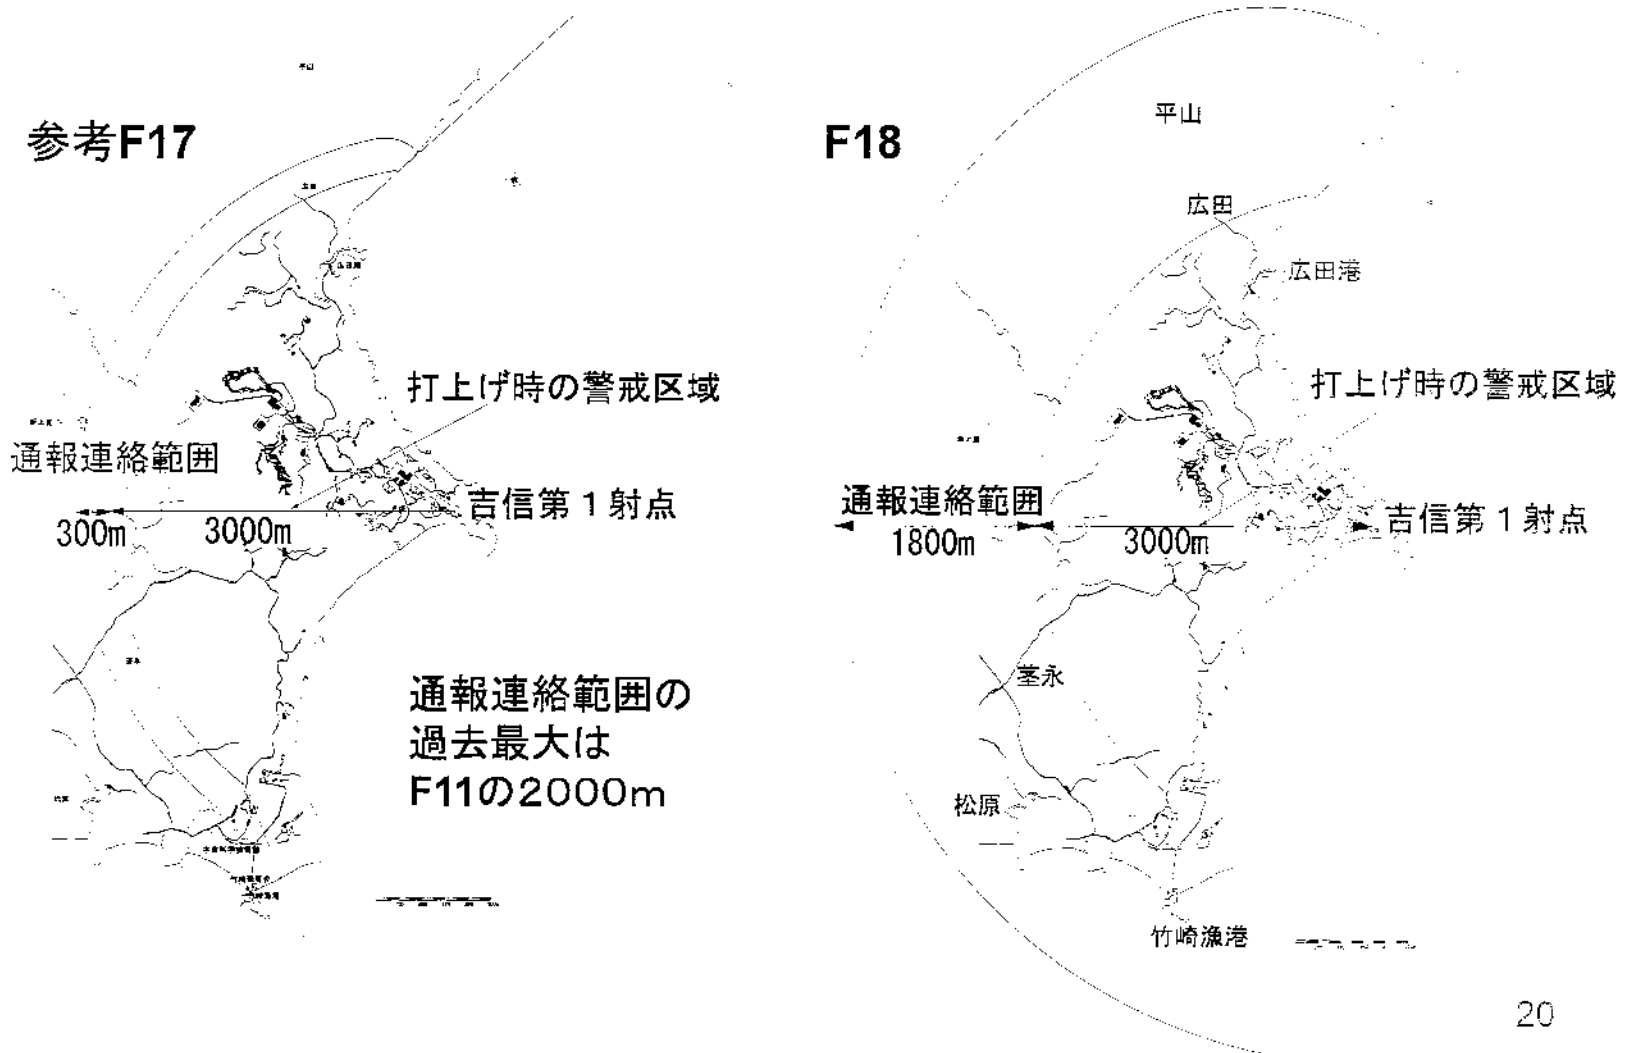 参考F17
平山
打上げ時の警戒区域
通報連絡範囲
吉信第1射点
300m
3000m
通報連絡範囲の
過去最大は
F11の2000m
F18
平山
広田
広田港
打上げ時の警戒区域
通報連絡範囲
吉信第1射点
1800m
3000m
茎永
松原
竹崎漁港
20